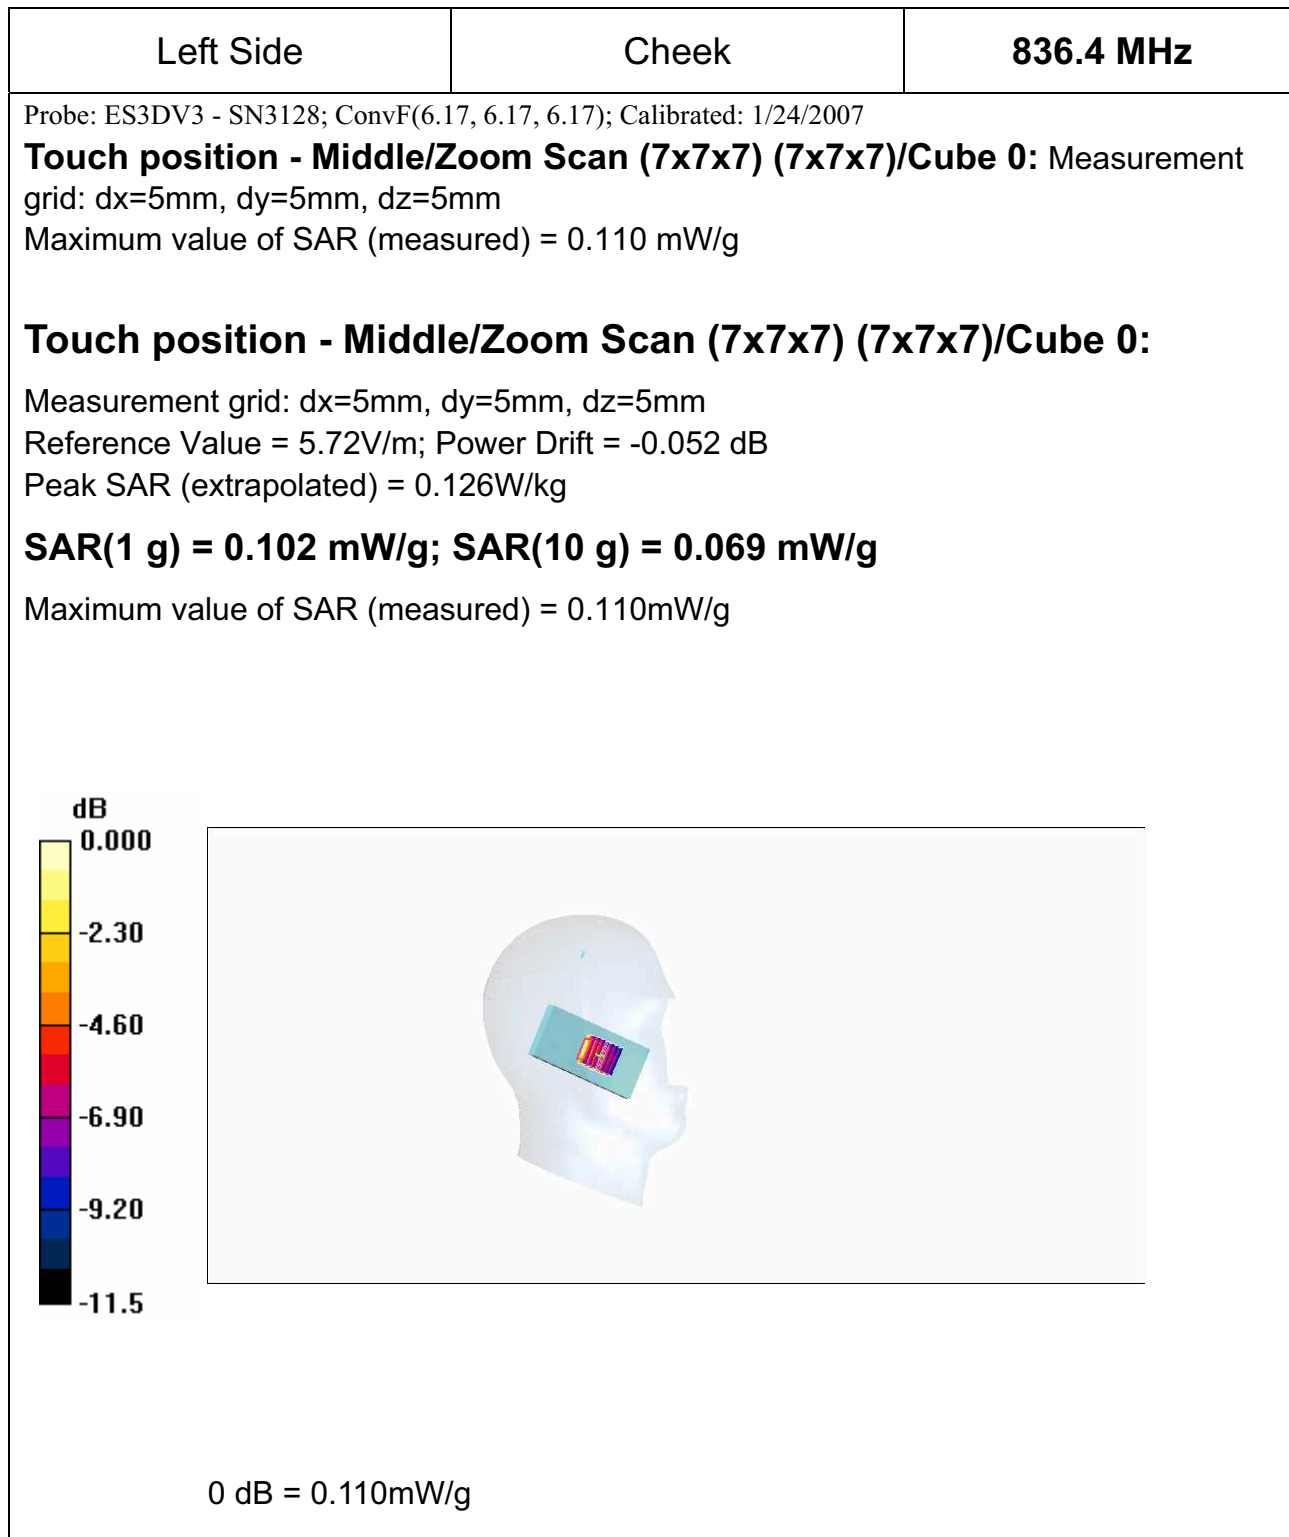 Left Side
Cheek
836.4 MHz
Probe: ES3DV3 - SN3128; ConvF(6.17, 6.17, 6.17); Calibrated: 1/24/2007
Touch position - Middle/Zoom Scan (7x7x7) (7x7x7)/Cube 0: Measurement
grid: dx=5mm, dy=5mm, dz=5mm
Maximum value of SAR (measured) = 0.110 mW/g
Touch position - Middle/Zoom Scan (7x7x7) (7x7x7)/Cube 0:
Measurement grid: dx=5mm, dy=5mm, dz=5mm
Reference Value = 5.72V/m; Power Drift = -0.052 dB
Peak SAR (extrapolated) = 0.126W/kg
SAR(1 g) = 0.102 mW/g; SAR(10 g) = 0.069 mW/g
Maximum value of SAR (measured) = 0.110mW/g
dB
0.000
-2.30
-4.60
-6.90
-9.20
-11.5
0 dB = 0.110mW/g